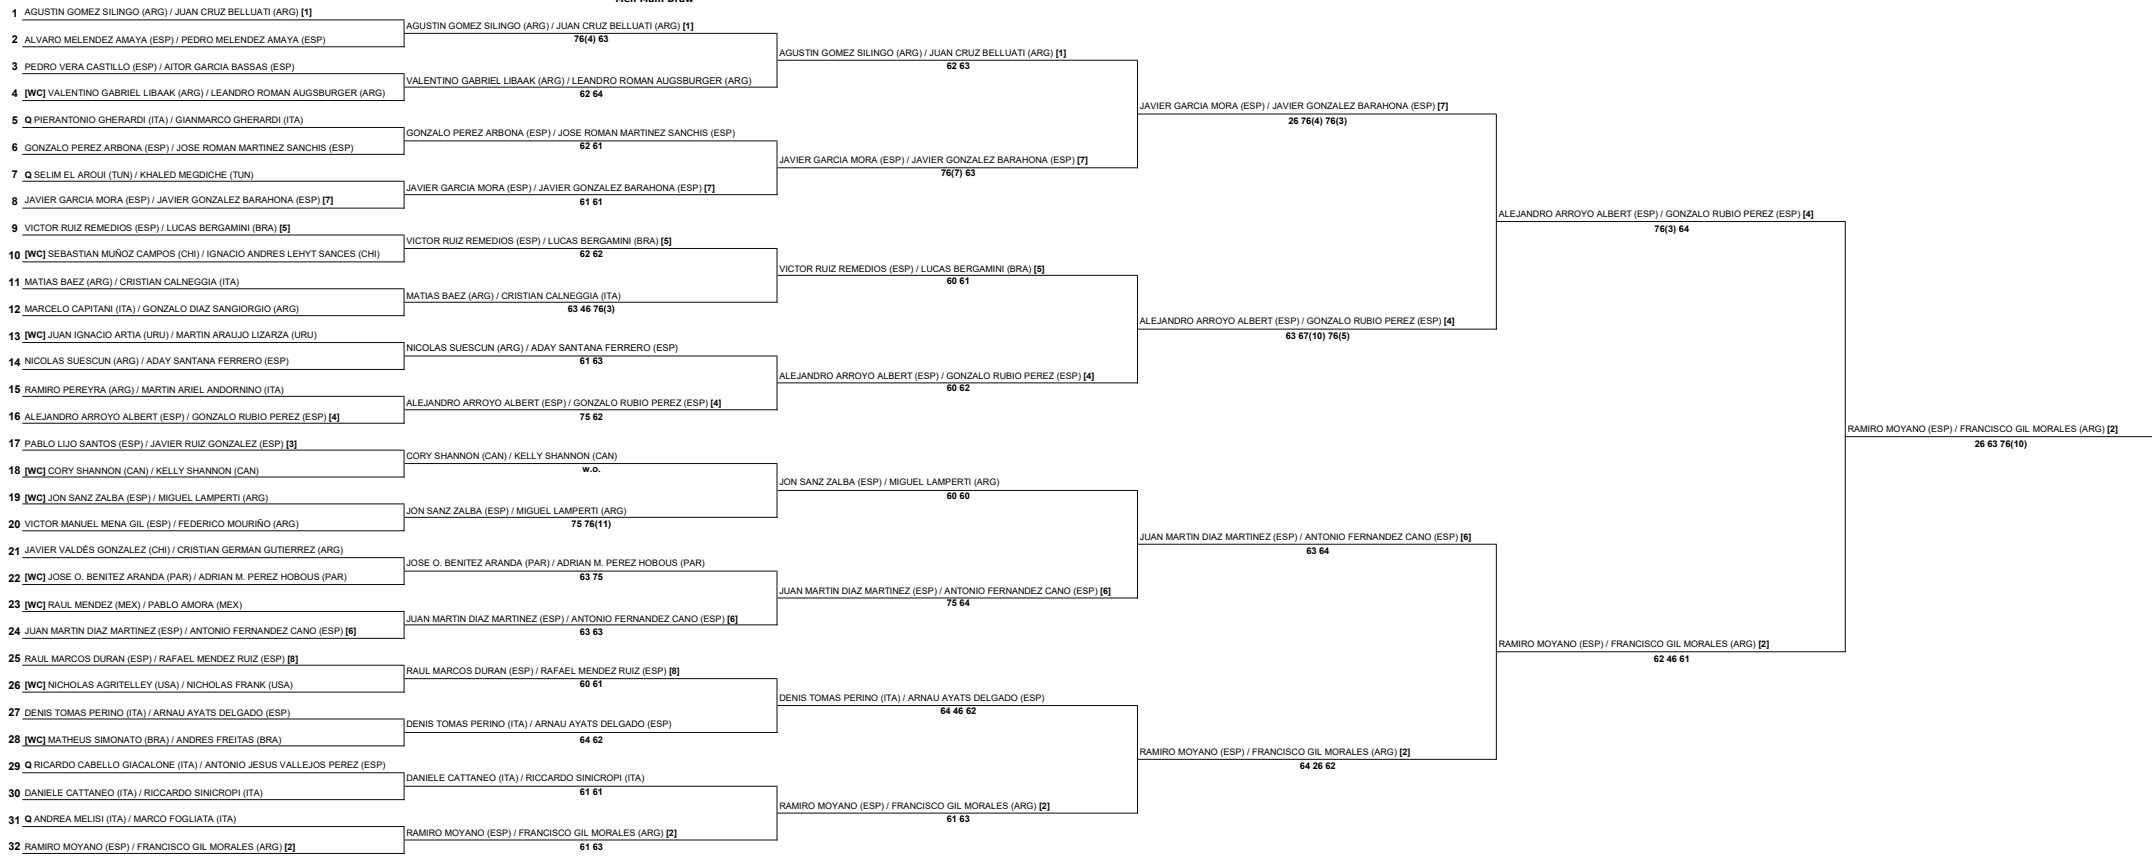 Men Main Draw
1 AGUSTIN GOMEZ SILINGO (ARG) / JUAN CRUZ BELLUATI (ARG) [1]
2 ALVARO MELENDEZ AMAYA (ESP) / PEDRO MELENDEZ AMAYA (ESP)
3 PEDRO VERA CASTILLO (ESP) / AITOR GARCIA BASSAS (ESP)
4 [WC] VALENTINO GABRIEL LIBAAK (ARG) / LEANDRO ROMAN AUGSBURGER (ARG)
5 Q PIERANTONIO GHERARDI (ITA) / GIANMARCO GHERARDI (ITA)
6 GONZALO PEREZ ARBONA (ESP) / JOSE ROMAN MARTINEZ SANCHIS (ESP)
7 Q SELIM EL AROUI (TUN) / KHALED MEGDICHE (TUN)
8 JAVIER GARCIA MORA (ESP) / JAVIER GONZALEZ BARAHONA (ESP) [7]
9 VICTOR RUIZ REMEDIOS (ESP) / LUCAS BERGAMINI (BRA) [5]
10 [WC] SEBASTIAN MUÑOZ CAMPOS (CHI) / IGNACIO ANDRES LEHYT SANCES (CHI)
11 MATIAS BAEZ (ARG) / CRISTIAN CALNEGGIA (ITA)
12 MARCELO CAPITANI (ITA) / GONZALO DIAZ SANGIORGIO (ARG)
13 [WC] JUAN IGNACIO ARTIA (URU) / MARTIN ARAUJO LIZARZA (URU)
14 NICOLAS SUESCUN (ARG) / ADAY SANTANA FERRERO (ESP)
15 RAMIRO PEREYRA (ARG) / MARTIN ARIEL ANDORNINO (ITA)
16 ALEJANDRO ARROYO ALBERT (ESP) / GONZALO RUBIO PEREZ (ESP) [4]
17 PABLO LIJO SANTOS (ESP) / JAVIER RUIZ GONZALEZ (ESP) [3]
18 [WC] CORY SHANNON (CAN) / KELLY SHANNON (CAN)
19 [WC] JON SANZ ZALBA (ESP) / MIGUEL LAMPERTI (ARG)
20 VICTOR MANUEL MENA GIL (ESP) / FEDERICO MOURIÑO (ARG)
21 JAVIER VALDÉS GONZALEZ (CHI) / CRISTIAN GERMAN GUTIERREZ (ARG)
22 [WC] JOSE O. BENITEZ ARANDA (PAR) / ADRIAN M. PEREZ HOBOUS (PAR)
23 [WC] RAUL MENDEZ (MEX) / PABLO AMORA (MEX)
24 JUAN MARTIN DIAZ MARTINEZ (ESP) / ANTONIO FERNANDEZ CANO (ESP) [6]
25 RAUL MARCOS DURAN (ESP) / RAFAEL MENDEZ RUIZ (ESP) [8]
26 [WC] NICHOLAS AGRITELLEY (USA) / NICHOLAS FRANK (USA)
27 DENIS TOMAS PERINO (ITA) / ARNAU AYATS DELGADO (ESP)
28 [WC] MATHEUS SIMONATO (BRA) / ANDRES FREITAS (BRA)
29 Q RICARDO CABELLO GIACALONE (ITA) / ANTONIO JESUS VALLEJOS PEREZ (ESP)
30 DANIELE CATTANEO (ITA) / RICCARDO SINICROPI (ITA)
31 Q ANDREA MELISI (ITA) / MARCO FOGLIATA (ITA)
32 RAMIRO MOYANO (ESP) / FRANCISCO GIL MORALES (ARG) [2]
AGUSTIN GOMEZ SILINGO (ARG) / JUAN CRUZ BELLUATI (ARG) [1]
76(4) 63
VALENTINO GABRIEL LIBAAK (ARG) / LEANDRO ROMAN AUGSBURGER (ARG)
62 64
GONZALO PEREZ ARBONA (ESP) / JOSE ROMAN MARTINEZ SANCHIS (ESP)
62 61
JAVIER GARCIA MORA (ESP) / JAVIER GONZALEZ BARAHONA (ESP) [7]
61 61
VICTOR RUIZ REMEDIOS (ESP) / LUCAS BERGAMINI (BRA) [5]
62 62
MATIAS BAEZ (ARG) / CRISTIAN CALNEGGIA (ITA)
63 46 76(3)
NICOLAS SUESCUN (ARG) / ADAY SANTANA FERRERO (ESP)
61 63
ALEJANDRO ARROYO ALBERT (ESP) / GONZALO RUBIO PEREZ (ESP) [4]
75 62
CORY SHANNON (CAN) / KELLY SHANNON (CAN)
w.o.
JON SANZ ZALBA (ESP) / MIGUEL LAMPERTI (ARG)
75 76(11)
JOSE O. BENITEZ ARANDA (PAR) / ADRIAN M. PEREZ HOBOUS (PAR)
63 75
JUAN MARTIN DIAZ MARTINEZ (ESP) / ANTONIO FERNANDEZ CANO (ESP) [6]
63 63
RAUL MARCOS DURAN (ESP) / RAFAEL MENDEZ RUIZ (ESP) [8]
60 61
DENIS TOMAS PERINO (ITA) / ARNAU AYATS DELGADO (ESP)
64 62
DANIELE CATTANEO (ITA) / RICCARDO SINICROPI (ITA)
61 61
RAMIRO MOYANO (ESP) / FRANCISCO GIL MORALES (ARG) [2]
61 63
AGUSTIN GOMEZ SILINGO (ARG) / JUAN CRUZ BELLUATI (ARG) [1]
62 63
JAVIER GARCIA MORA (ESP) / JAVIER GONZALEZ BARAHONA (ESP) [7]
76(7) 63
VICTOR RUIZ REMEDIOS (ESP) / LUCAS BERGAMINI (BRA) [5]
60 61
ALEJANDRO ARROYO ALBERT (ESP) / GONZALO RUBIO PEREZ (ESP) [4]
60 62
JON SANZ ZALBA (ESP) / MIGUEL LAMPERTI (ARG)
60 60
JUAN MARTIN DIAZ MARTINEZ (ESP) / ANTONIO FERNANDEZ CANO (ESP) [6]
75 64
DENIS TOMAS PERINO (ITA) / ARNAU AYATS DELGADO (ESP)
64 46 62
RAMIRO MOYANO (ESP) / FRANCISCO GIL MORALES (ARG) [2]
61 63
JAVIER GARCIA MORA (ESP) / JAVIER GONZALEZ BARAHONA (ESP) [7]
26 76(4) 76(3)
ALEJANDRO ARROYO ALBERT (ESP) / GONZALO RUBIO PEREZ (ESP) [4]
63 67(10) 76(5)
JUAN MARTIN DIAZ MARTINEZ (ESP) / ANTONIO FERNANDEZ CANO (ESP) [6]
63 64
RAMIRO MOYANO (ESP) / FRANCISCO GIL MORALES (ARG) [2]
64 26 62
ALEJANDRO ARROYO ALBERT (ESP) / GONZALO RUBIO PEREZ (ESP) [4]
76(3) 64
RAMIRO MOYANO (ESP) / FRANCISCO GIL MORALES (ARG) [2]
62 46 61
RAMIRO MOYANO (ESP) / FRANCISCO GIL MORALES (ARG) [2]
26 63 76(10)